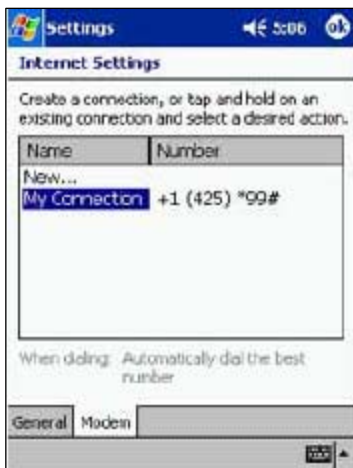 Settings 5:06 ok
Internet Settings
Create a connection, or tap and hold on an
existing connection and select a desired action.
Name Number
New...
My Connection +1 (425) *99#
When dialing: Automatically dial the best
number
General Modem